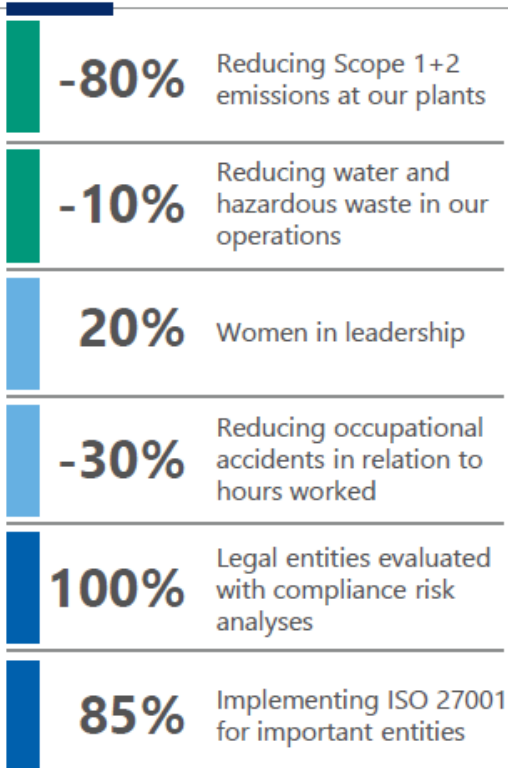 -80%
Reducing Scope 1+2
emissions at our plants
-10%
Reducing water and
hazardous waste in our
operations
20%
Women in leadership
-30%
Reducing occupational
accidents in relation to
hours worked
100%
Legal entities evaluated
with compliance risk
analyses
85%
Implementing ISO 27001
for important entities